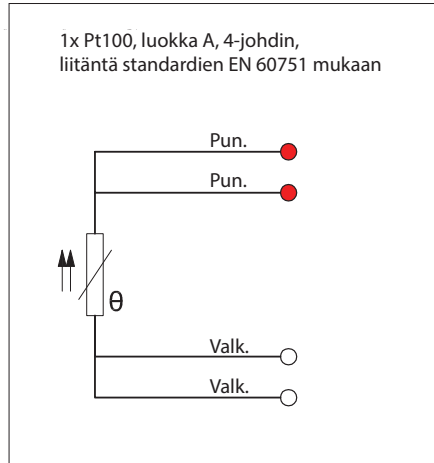 1x Pt100, luokka A, 4-johdin,
liitäntä standardien EN 60751 mukaan
Pun.
Pun.
θ
Valk.
Valk.